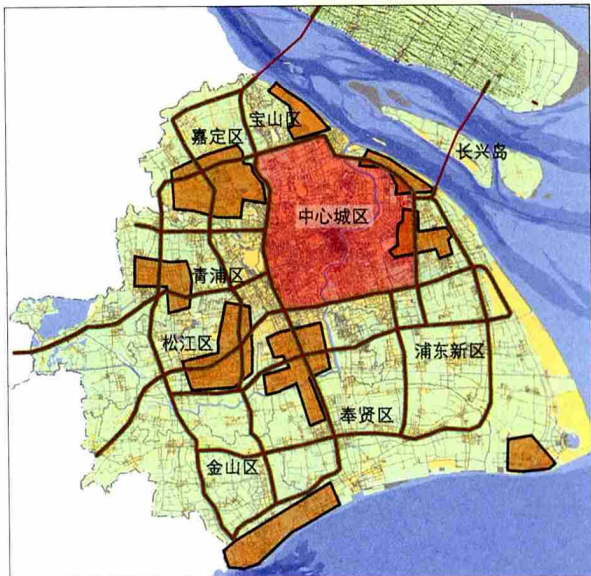 宝山区
嘉定区
长兴岛
中心城区
青浦区
松江区
浦东新区
奉贤区
金山区